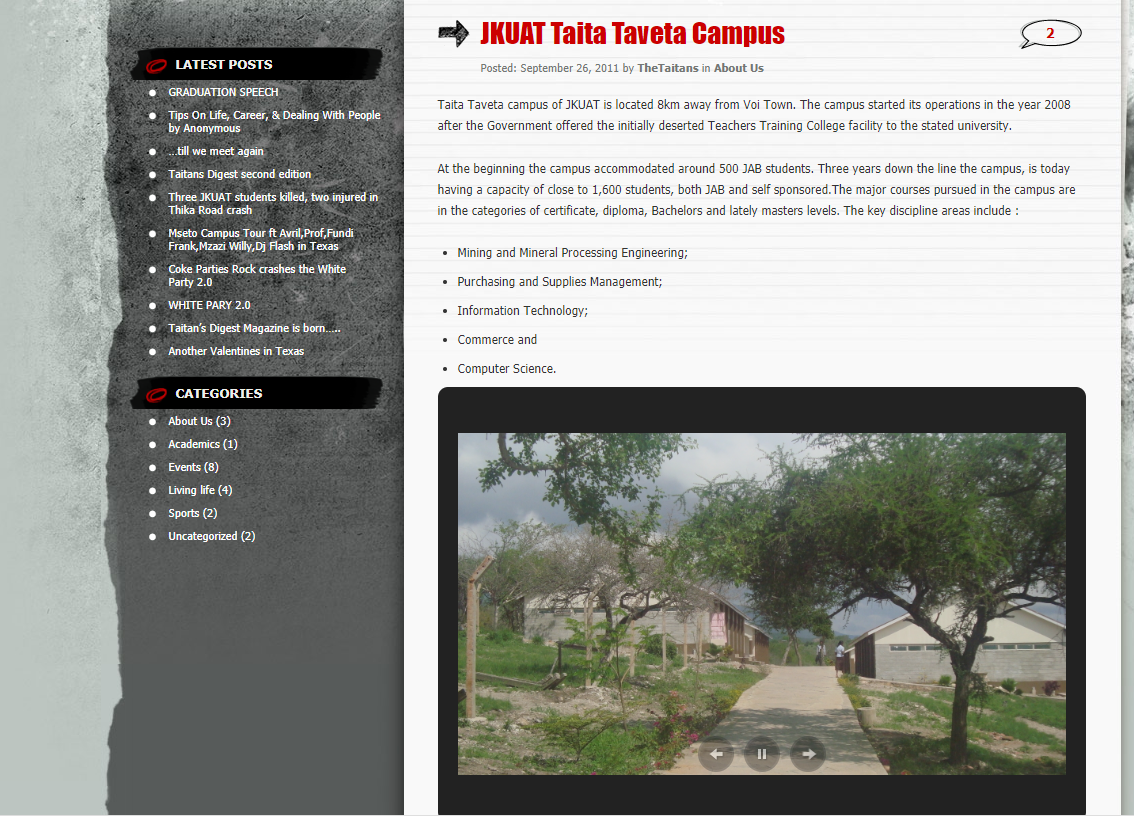 LATEST POSTS
GRADUATION SPEECH
Tips On Life, Career, & Dealing With People
by Anonymous
...till we meet again
Taitans Digest second edition
Three JKUAT students killed, two injured in
Thika Road crash
Mseto Campus Tour ft Avril,Prof,Fundi
Frank,Mzazi Willy,Dj Flash in Texas
Coke Parties Rock crashes the White
Party 2.0
WHITE PARY 2.0
Taitan’s Digest Magazine is born…..
Another Valentines in Texas
CATEGORIES
About Us (3)
Academics (1)
Events (8)
Living life (4)
Sports (2)
Uncategorized (2)
JKUAT Taita Taveta Campus
2
Posted: September 26, 2011 by TheTaitans in About Us
Taita Taveta campus of JKUAT is located 8km away from Voi Town. The campus started its operations in the year 2008
after the Government offered the initially deserted Teachers Training College facility to the stated university.
At the beginning the campus accommodated around 500 JAB students. Three years down the line the campus, is today
having a capacity of close to 1,600 students, both JAB and self sponsored.The major courses pursued in the campus are
in the categories of certificate, diploma, Bachelors and lately masters levels. The key discipline areas include :
Mining and Mineral Processing Engineering;
Purchasing and Supplies Management;
Information Technology;
Commerce and
Computer Science.